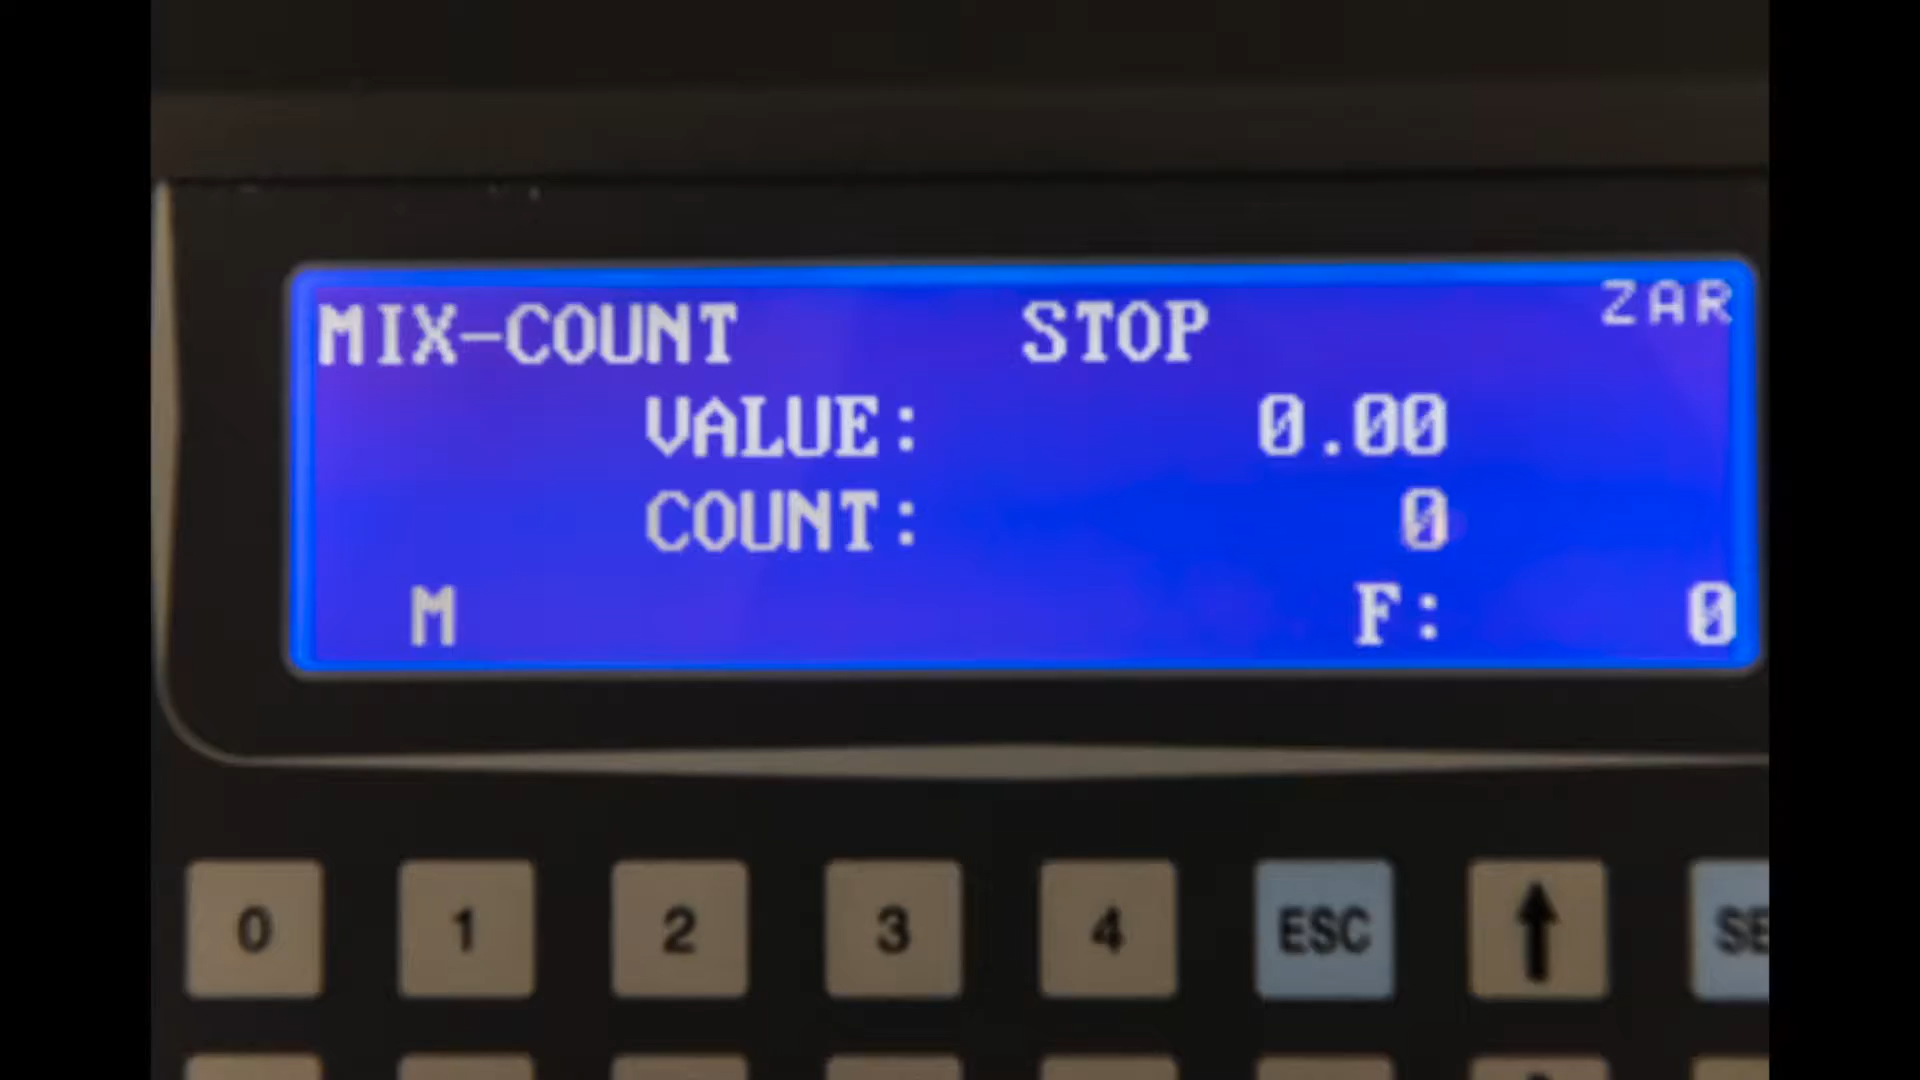 MIX-COUNT STOP ZAR
VALUE: 0.00
COUNT: 0
M F: 0
0 1 2 3 4 ESC